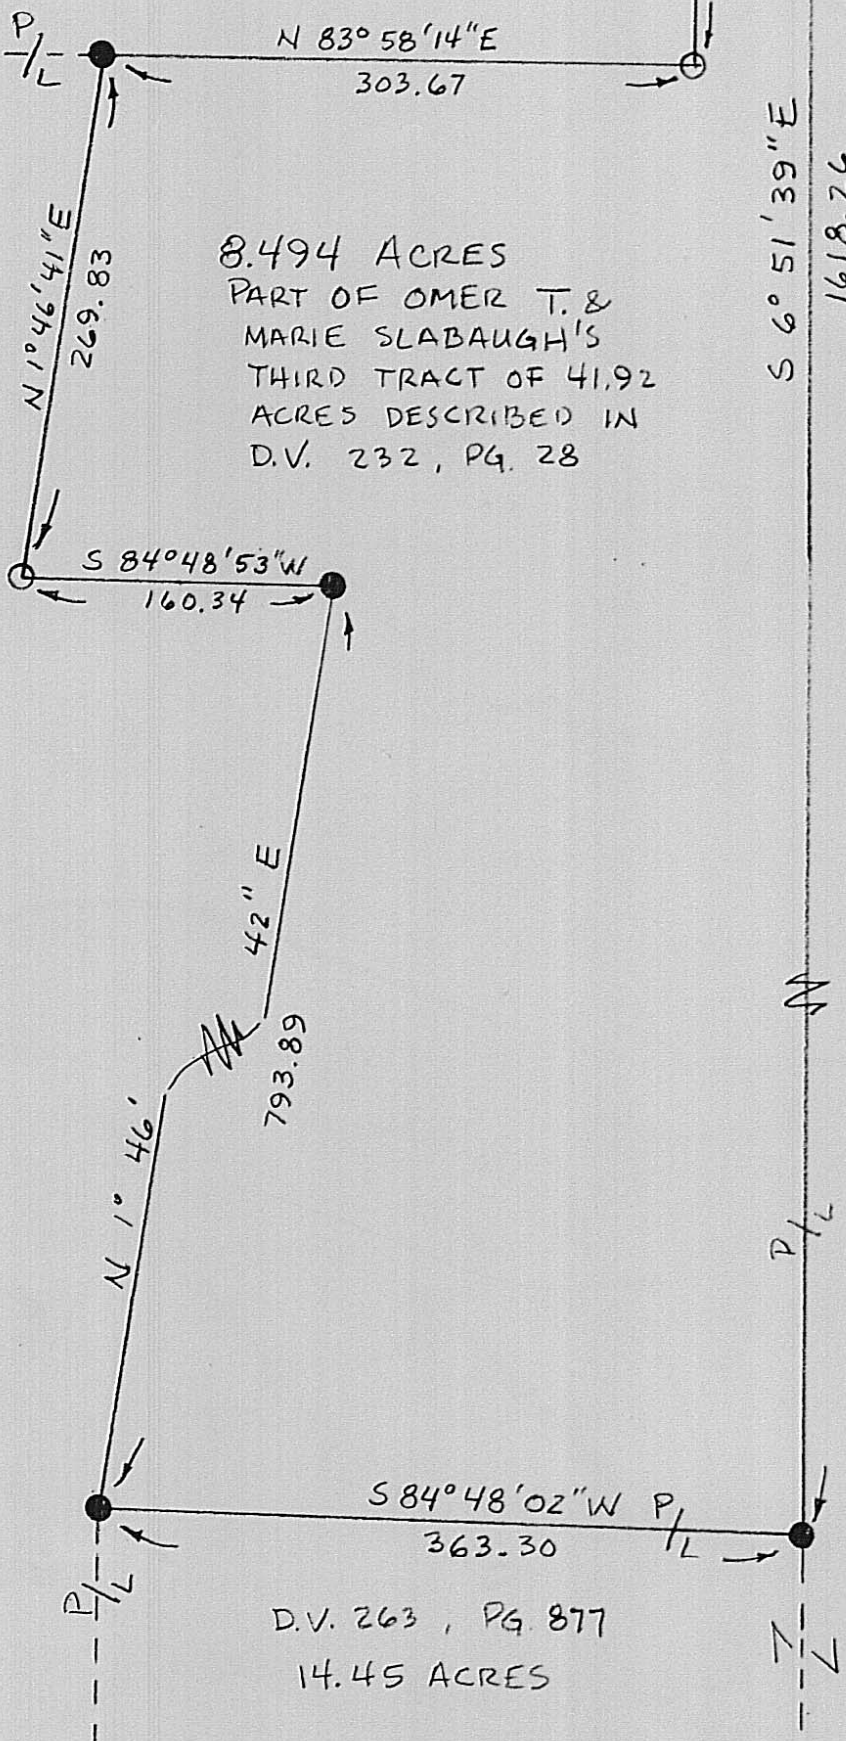 P/L
N 83° 58' 14" E
303.67
S 6° 51' 39" E
1618.76
N 1° 46' 41" E
269.83
8.494 ACRES
PART OF OMER T. &
MARIE SLABAUGH'S
THIRD TRACT OF 41.92
ACRES DESCRIBED IN
D.V. 232, PG. 28
S 84° 48' 53" W
160.34
N 1° 46' 42" E
793.89
P/L
S 84° 48' 02" W P/L
363.30
P/L
D.V. 263, PG. 877
14.45 ACRES